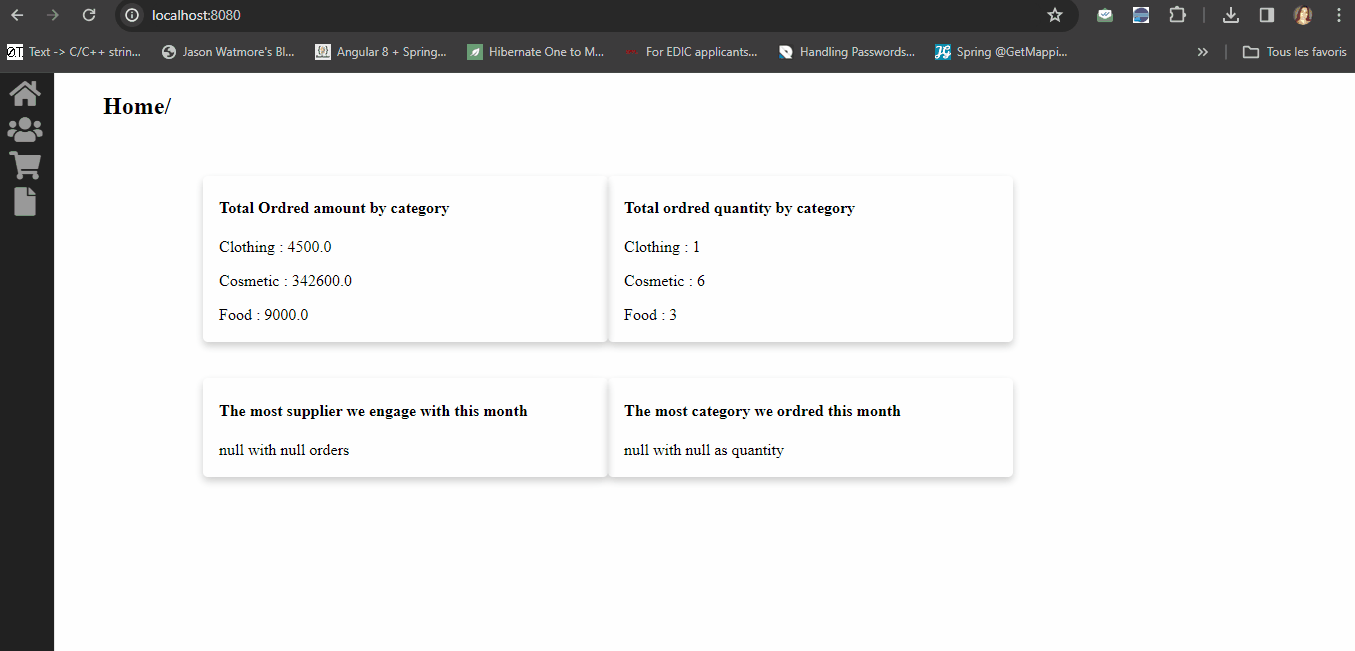 localhost:8080
Text -> C/C++ strin... Jason Watmore's Bl... Angular 8 + Spring... Hibernate One to M... For EDIC applicants... Handling Passwords... Spring @GetMappi... » Tous les favoris
Home/
Total Ordred amount by category
Clothing : 4500.0
Cosmetic : 342600.0
Food : 9000.0
Total ordred quantity by category
Clothing : 1
Cosmetic : 6
Food : 3
The most supplier we engage with this month
null with null orders
The most category we ordred this month
null with null as quantity